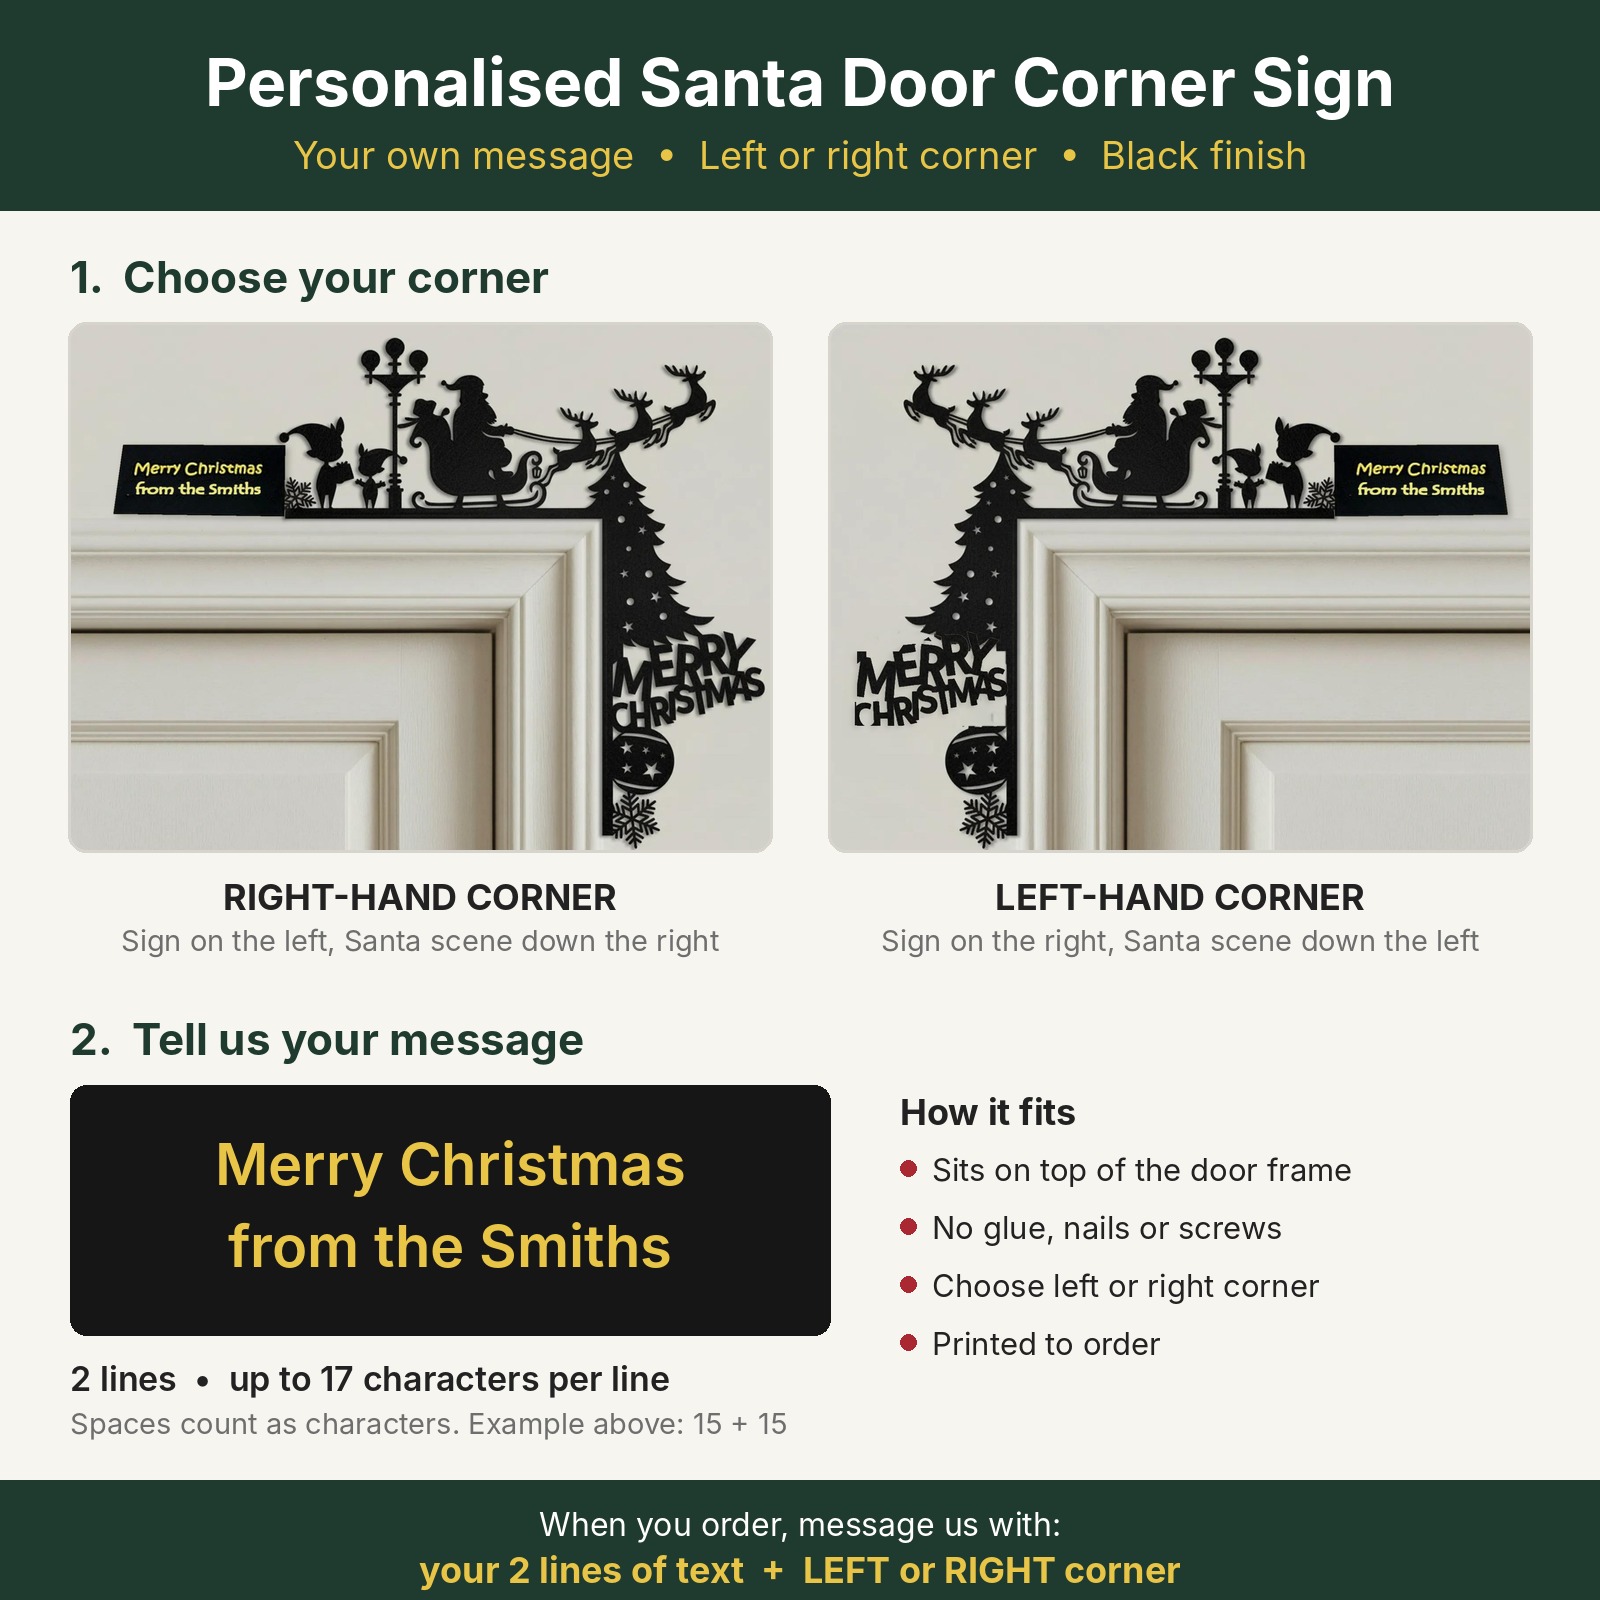 Personalised Santa Door Corner Sign
Your own message • Left or right corner • Black finish
1. Choose your corner
Merry Christmas
from the Smiths
MERRY
CHRISTMAS
Merry Christmas
from the Smiths
MERRY
CHRISTMAS
RIGHT-HAND CORNER
Sign on the left, Santa scene down the right
LEFT-HAND CORNER
Sign on the right, Santa scene down the left
2. Tell us your message
Merry Christmas
from the Smiths
2 lines • up to 17 characters per line
Spaces count as characters. Example above: 15 + 15
How it fits
Sits on top of the door frame
No glue, nails or screws
Choose left or right corner
Printed to order
When you order, message us with:
your 2 lines of text + LEFT or RIGHT corner